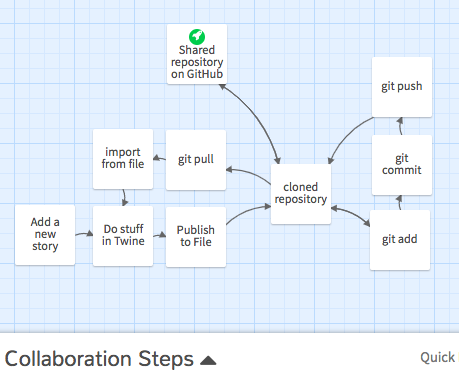 Shared
repository
on GitHub
git push
import
from file
git pull
git
commit
cloned
repository
Add a
new
story
Do stuff
in Twine
Publish
to File
git add
Collaboration Steps
Quick